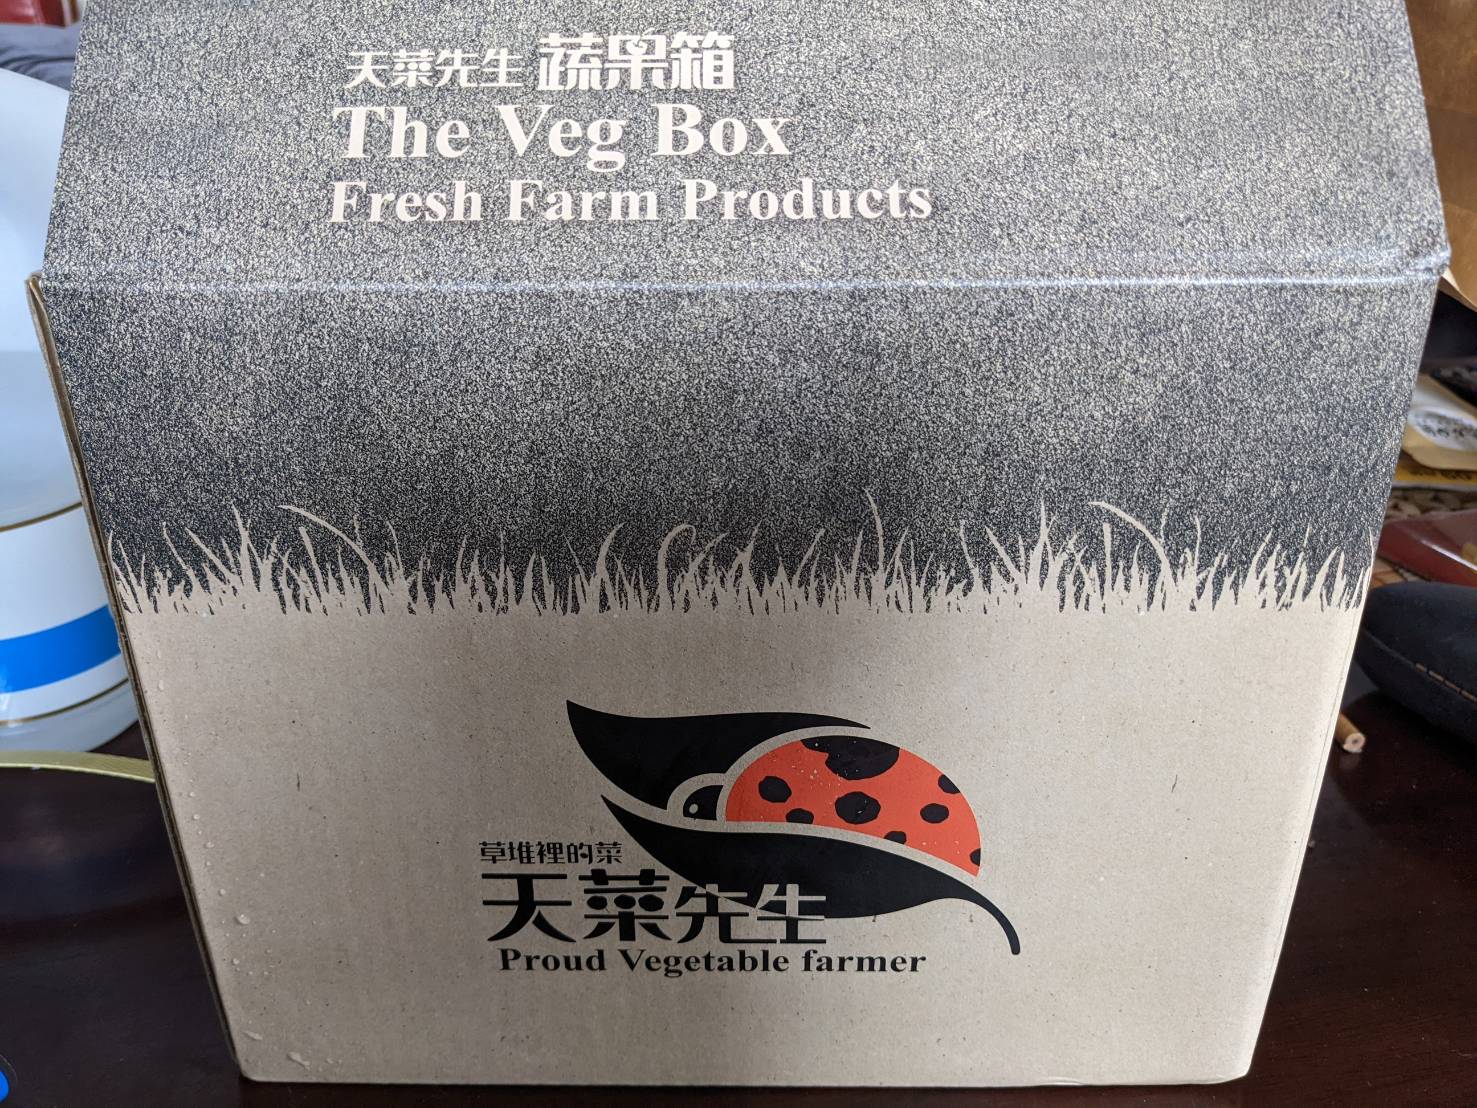 天菜先生 蔬果箱
The Veg Box
Fresh Farm Products
草堆裡的菜
天菜先生
Proud Vegetable farmer